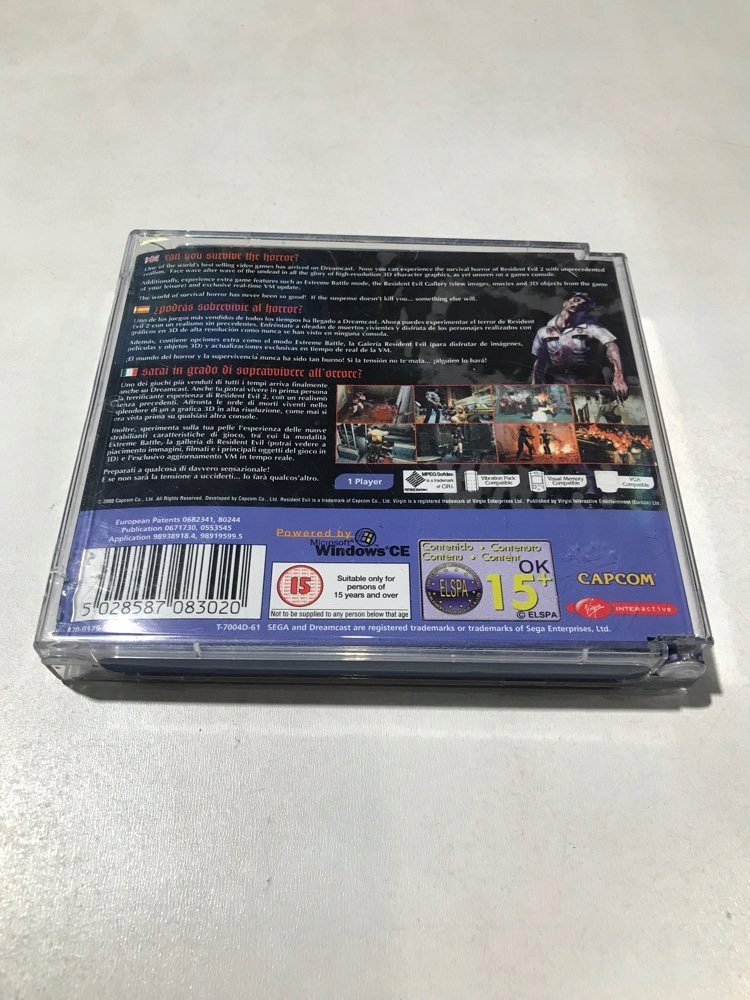 can you survive the horror?
One of the world's best selling video games has arrived on Dreamcast. Now you can experience the survival horror of Resident Evil 2 with unprecedented
realism. Face wave after wave of the undead in all the glory of high-resolution 3D character graphics, as yet unseen on a games console.
Additionally, experience extra game features such as Extreme Battle mode, the Resident Evil Gallery (view images, movies and 3D objects from the game
at your leisure) and exclusive real-time VM update.
The world of survival horror has never been so good! If the suspense doesn't kill you... something else will.
¿podrás sobrevivir al horror?
Uno de los juegos más vendidos de todos los tiempos ha llegado a Dreamcast. Ahora puedes experimentar el terror de Resident
Evil 2 con un realismo sin precedentes. Enfréntate a oleadas de muertos vivientes y disfruta de los personajes realizados con
gráficos en 3D de alta resolución como nunca se han visto en ninguna consola.
Además, contiene opciones extra como el modo Extreme Battle, la Galería Resident Evil (para disfrutar de imágenes,
películas y objetos 3D) y actualizaciones exclusivas en tiempo de real de la VM.
¡El mundo del horror y la supervivencia nunca ha sido tan bueno! Si la tensión no te mata... ¡alguien lo hará!
sarai in grado di sopravvivere all'orrore?
Uno dei giochi più venduti di tutti i tempi arriva finalmente
anche su Dreamcast. Anche tu potrai vivere in prima persona
la terrificante esperienza di Resident Evil 2, con un realismo
senza precedenti. Affronta le orde di morti viventi nello
splendore di un a grafica 3D in alta risoluzione, come mai si
era vista prima su qualsiasi altra console.
Inoltre, sperimenta sulla tua pelle l'esperienza delle nuove
strabilianti caratteristiche di gioco, tra cui la modalità
Extreme Battle, la galleria di Resident Evil (potrai vedere a
piacimento immagini, filmati e i principali oggetti del gioco in
3D) e l'esclusivo aggiornamento VM in tempo reale.
Preparati a qualcosa di davvero sensazionale!
E se non sarà la tensione a ucciderti... lo farà qualcos'altro.
1 Player
MPEG Sofdec
is a trademark
of CRI.
Vibration Pack
Compatible
Visual Memory
Compatible
VGA
Compatible
© 2000 Capcom Co., Ltd. All Rights Reserved. Developed by Capcom Co., Ltd. Resident Evil is a trademark of Capcom Co., Ltd. Virgin is a registered trademark of Virgin Enterprises Ltd. Published by Virgin Interactive Entertainment (Europe) Ltd.
European Patents 0682341, 80244
Publication 0671730, 0553545
Application 98938918.4, 98919599.5
Powered by
Microsoft
Windows CE
5 028587 083020
15
Suitable only for
persons of
15 years and over
Not to be supplied to any person below that age
Contenido • Contenuto
Contenu • Content
ELSPA
OK
15+
© ELSPA
CAPCOM
Virgin interactive
T-7004D-61 SEGA and Dreamcast are registered trademarks or trademarks of Sega Enterprises, Ltd.